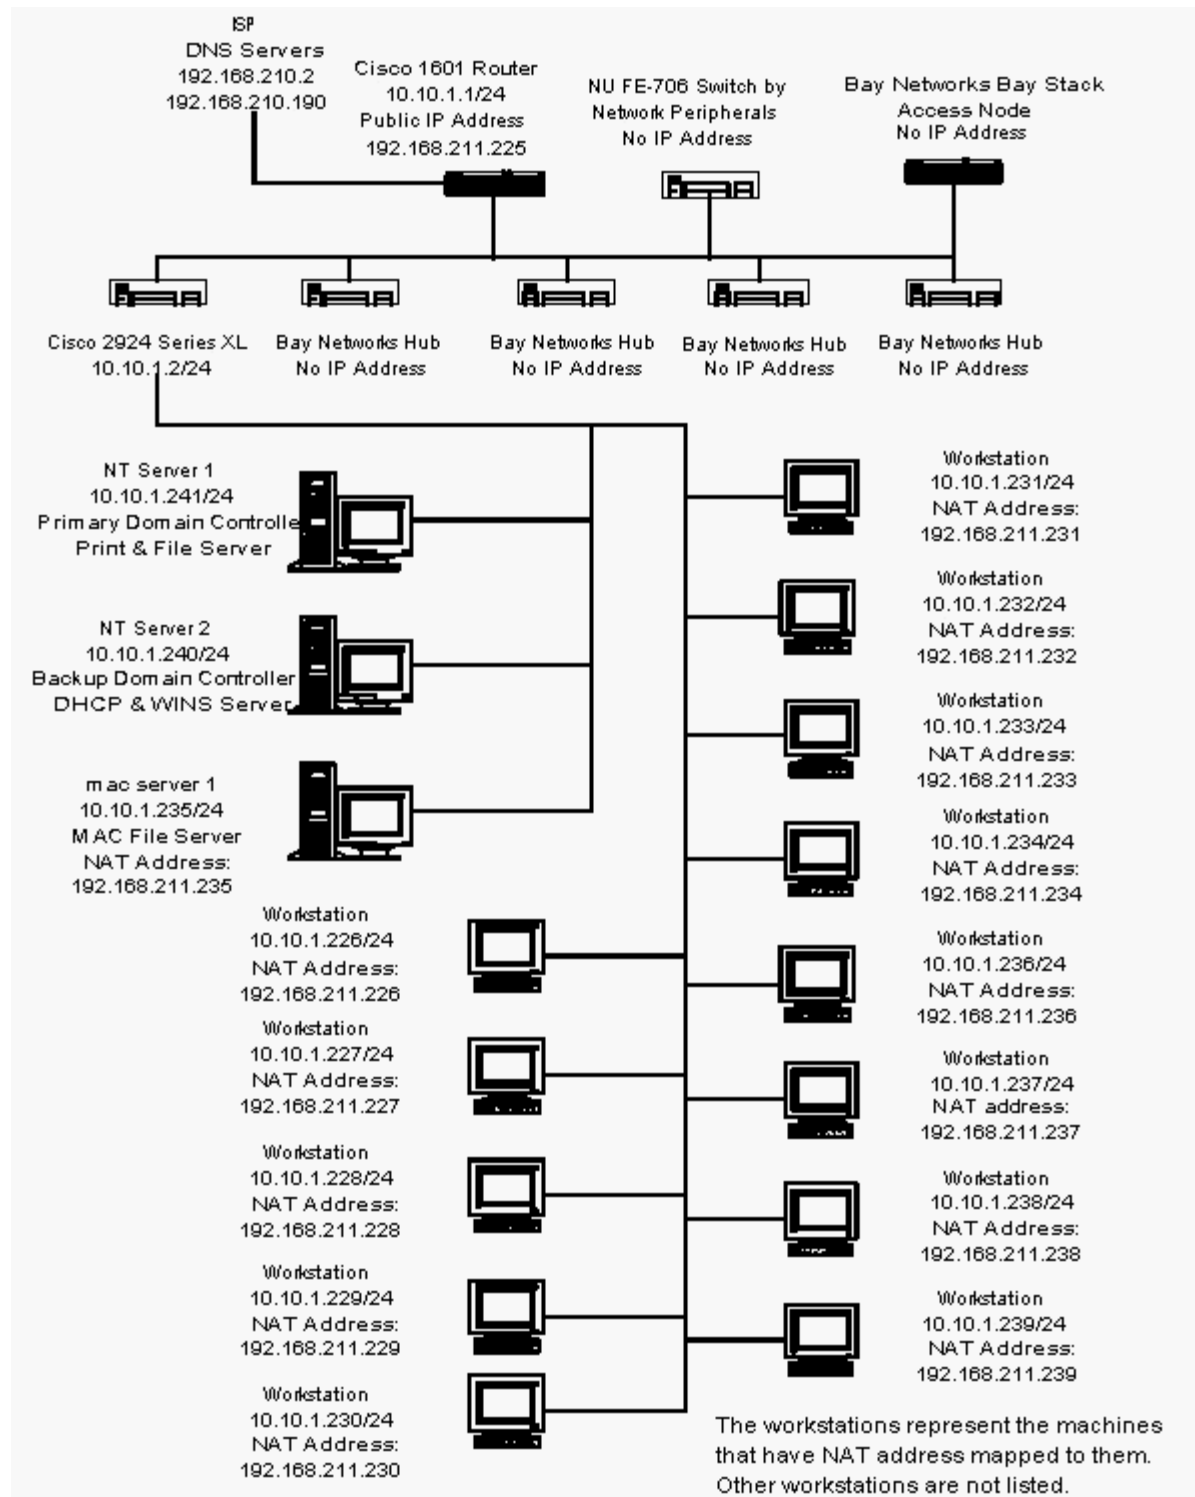 ISP
DNS Servers
192.168.210.2
192.168.210.190
Cisco 1601 Router
10.10.1.1/24
Public IP Address
192.168.211.225
NU FE-706 Switch by
Network Peripherals
No IP Address
Bay Networks Bay Stack
Access Node
No IP Address
Cisco 2924 Series XL
10.10.1.2/24
Bay Networks Hub
No IP Address
Bay Networks Hub
No IP Address
Bay Networks Hub
No IP Address
Bay Networks Hub
No IP Address
NT Server 1
10.10.1.241/24
Primary Domain Controlle
Print & File Server
NT Server 2
10.10.1.240/24
Backup Domain Controller
DHCP & WINS Server
mac server 1
10.10.1.235/24
MAC File Server
NAT Address:
192.168.211.235
Workstation
10.10.1.226/24
NAT Address:
192.168.211.226
Workstation
10.10.1.227/24
NAT Address:
192.168.211.227
Workstation
10.10.1.228/24
NAT Address:
192.168.211.228
Workstation
10.10.1.229/24
NAT Address:
192.168.211.229
Workstation
10.10.1.230/24
NAT Address:
192.168.211.230
Workstation
10.10.1.231/24
NAT Address:
192.168.211.231
Workstation
10.10.1.232/24
NAT Address:
192.168.211.232
Workstation
10.10.1.233/24
NAT Address:
192.168.211.233
Workstation
10.10.1.234/24
NAT Address:
192.168.211.234
Workstation
10.10.1.236/24
NAT Address:
192.168.211.236
Workstation
10.10.1.237/24
NAT address:
192.168.211.237
Workstation
10.10.1.238/24
NAT Address:
192.168.211.238
Workstation
10.10.1.239/24
NAT Address:
192.168.211.239
The workstations represent the machines
that have NAT address mapped to them.
Other workstations are not listed.